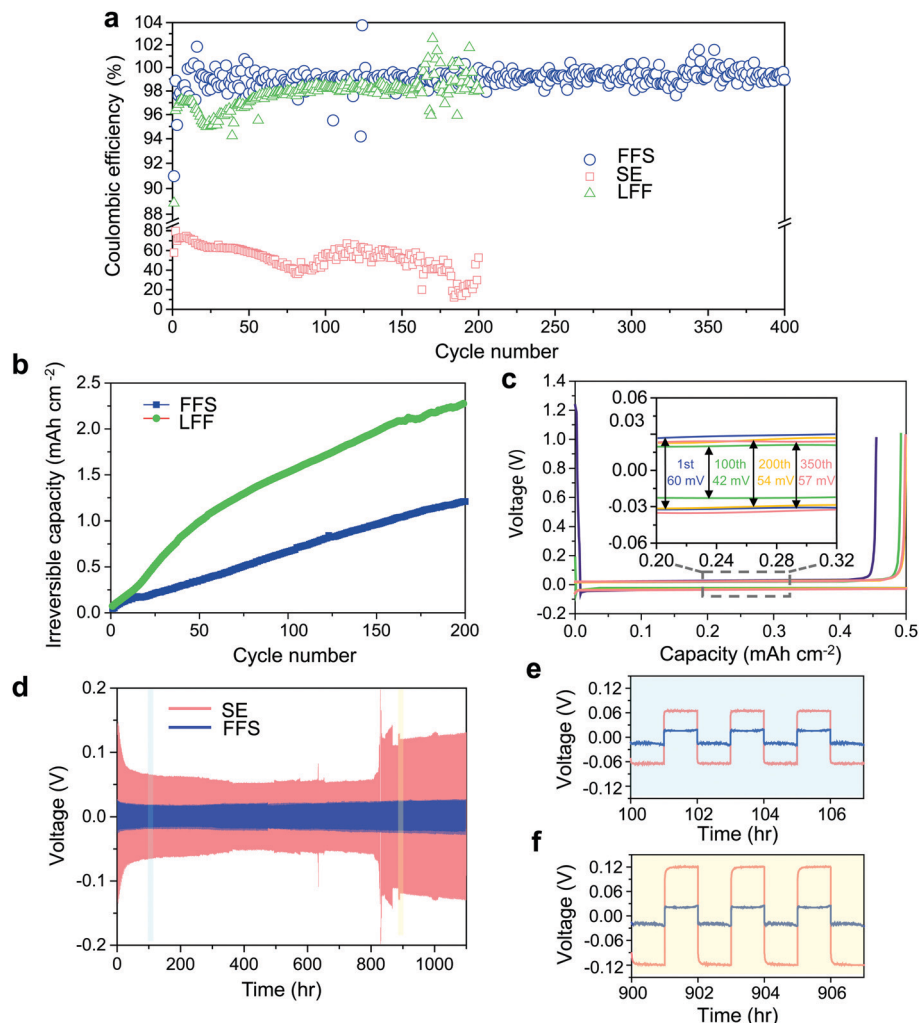 a
Coulombic efficiency (%)
104
102
100
98
96
94
92
90
88
80
60
40
20
0
FFS
SE
LFF
0 50 100 150 200 250 300 350 400
Cycle number
b
Irreversible capacity (mAh cm-2)
2.5
2.0
1.5
1.0
0.5
0.0
FFS
LFF
0 50 100 150 200
Cycle number
c
Voltage (V)
1.4
1.2
1.0
0.8
0.6
0.4
0.2
0.0
-0.2
0.06
0.03
0.00
-0.03
-0.06
1st 100th 200th 350th
60 mV 42 mV 54 mV 57 mV
0.20 0.24 0.28 0.32
0.0 0.1 0.2 0.3 0.4 0.5
Capacity (mAh cm-2)
d
Voltage (V)
0.2
0.1
0.0
-0.1
-0.2
SE
FFS
0 200 400 600 800 1000
Time (hr)
e
Voltage (V)
0.12
0.06
0.00
-0.06
-0.12
100 102 104 106
Time (hr)
f
Voltage (V)
0.12
0.06
0.00
-0.06
-0.12
900 902 904 906
Time (hr)